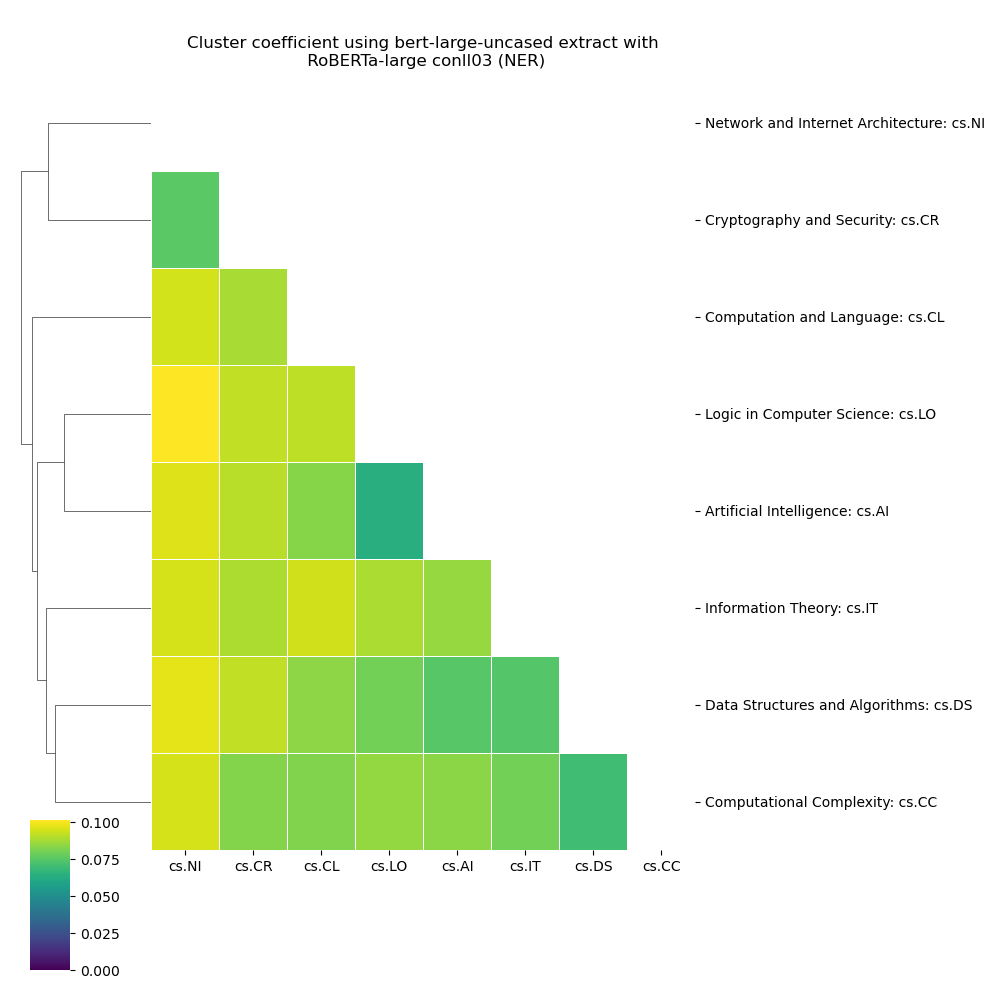 Cluster coefficient using bert-large-uncased extract with
RoBERTa-large conll03 (NER)
Network and Internet Architecture: cs.NI
Cryptography and Security: cs.CR
Computation and Language: cs.CL
Logic in Computer Science: cs.LO
Artificial Intelligence: cs.AI
Information Theory: cs.IT
Data Structures and Algorithms: cs.DS
Computational Complexity: cs.CC
cs.NI cs.CR cs.CL cs.LO cs.AI cs.IT cs.DS cs.CC
0.100
0.075
0.050
0.025
0.000